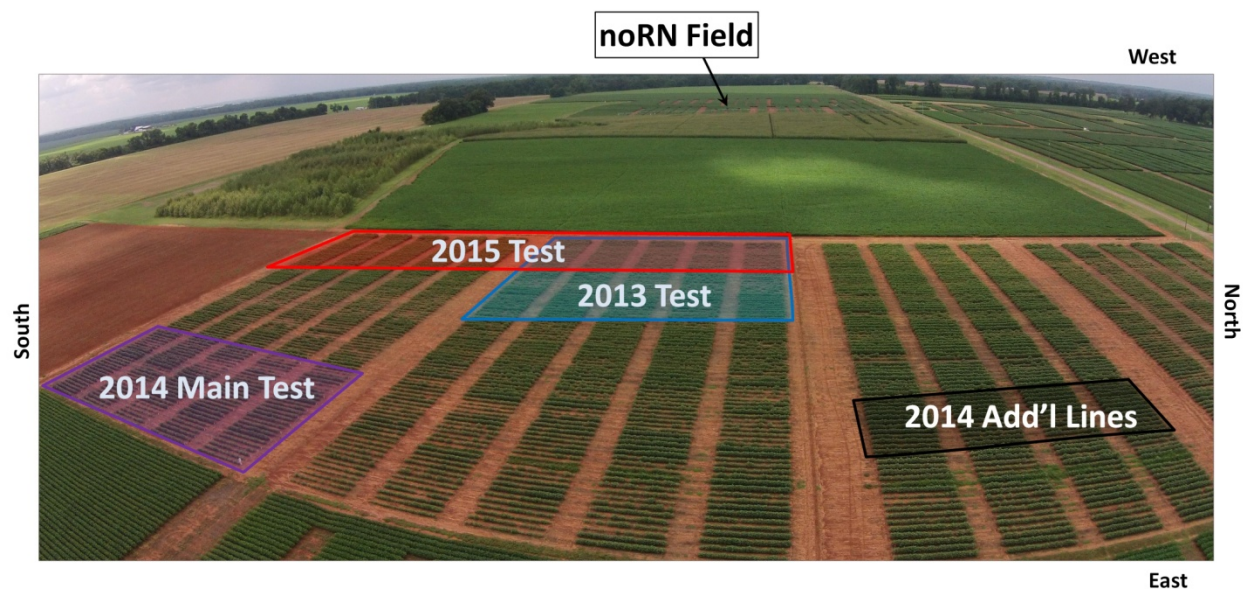 noRN Field
West
2015 Test
2013 Test
South
North
2014 Main Test
2014 Add'l Lines
East